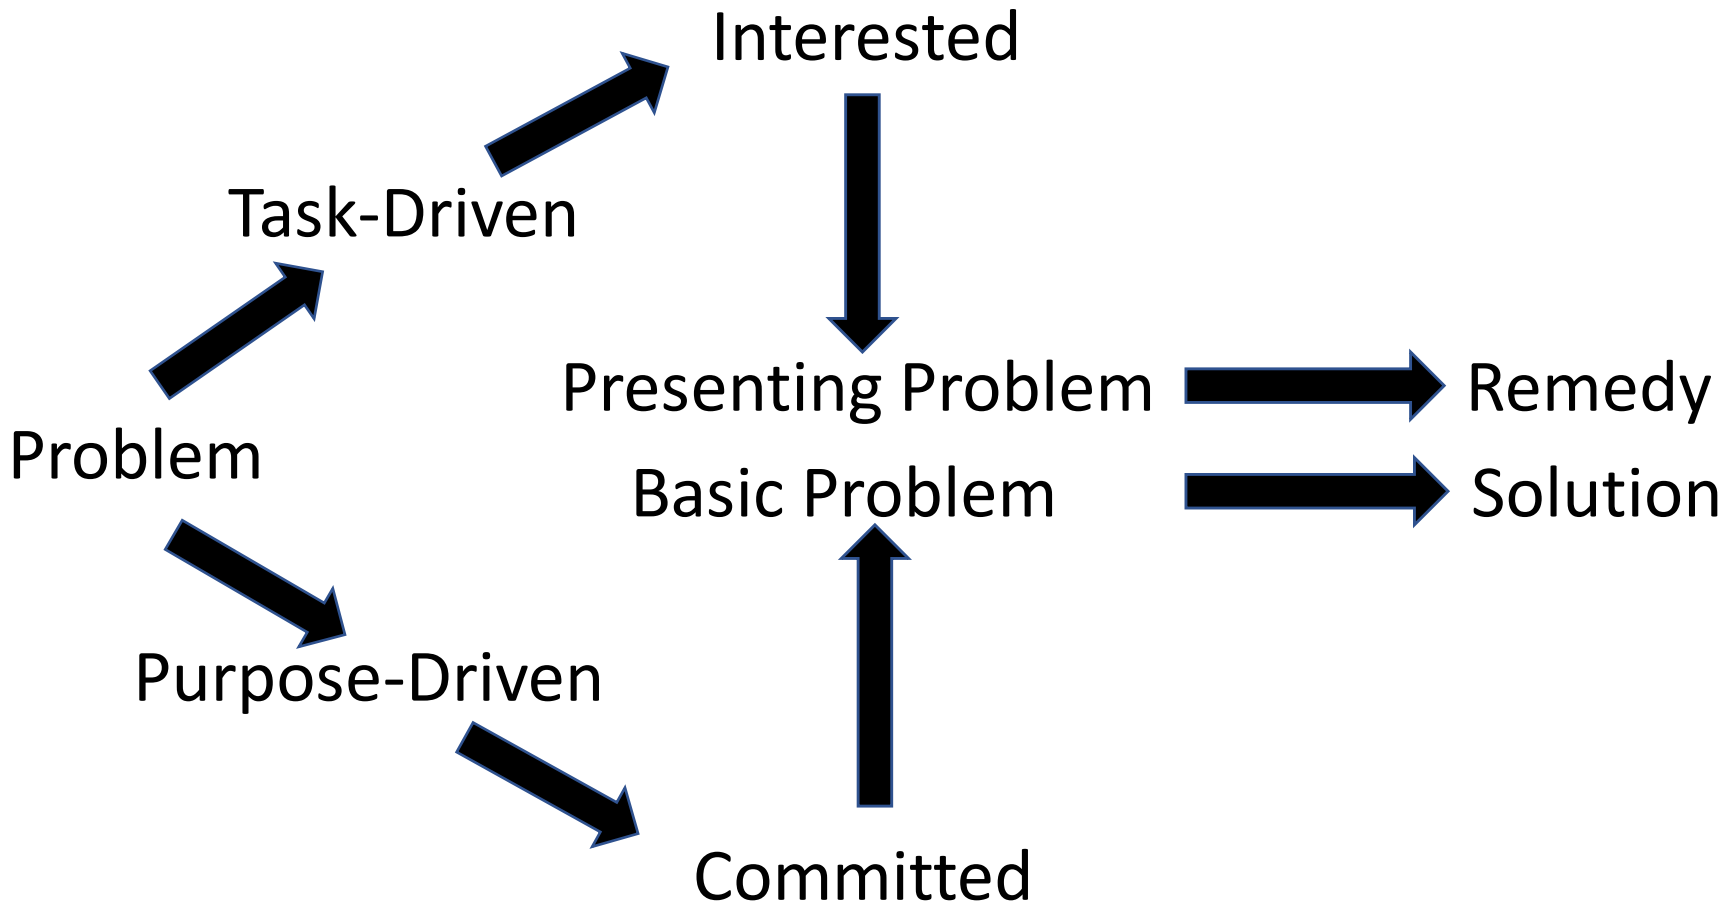 Interested
Task-Driven
Presenting Problem
Remedy
Problem
Basic Problem
Solution
Purpose-Driven
Committed